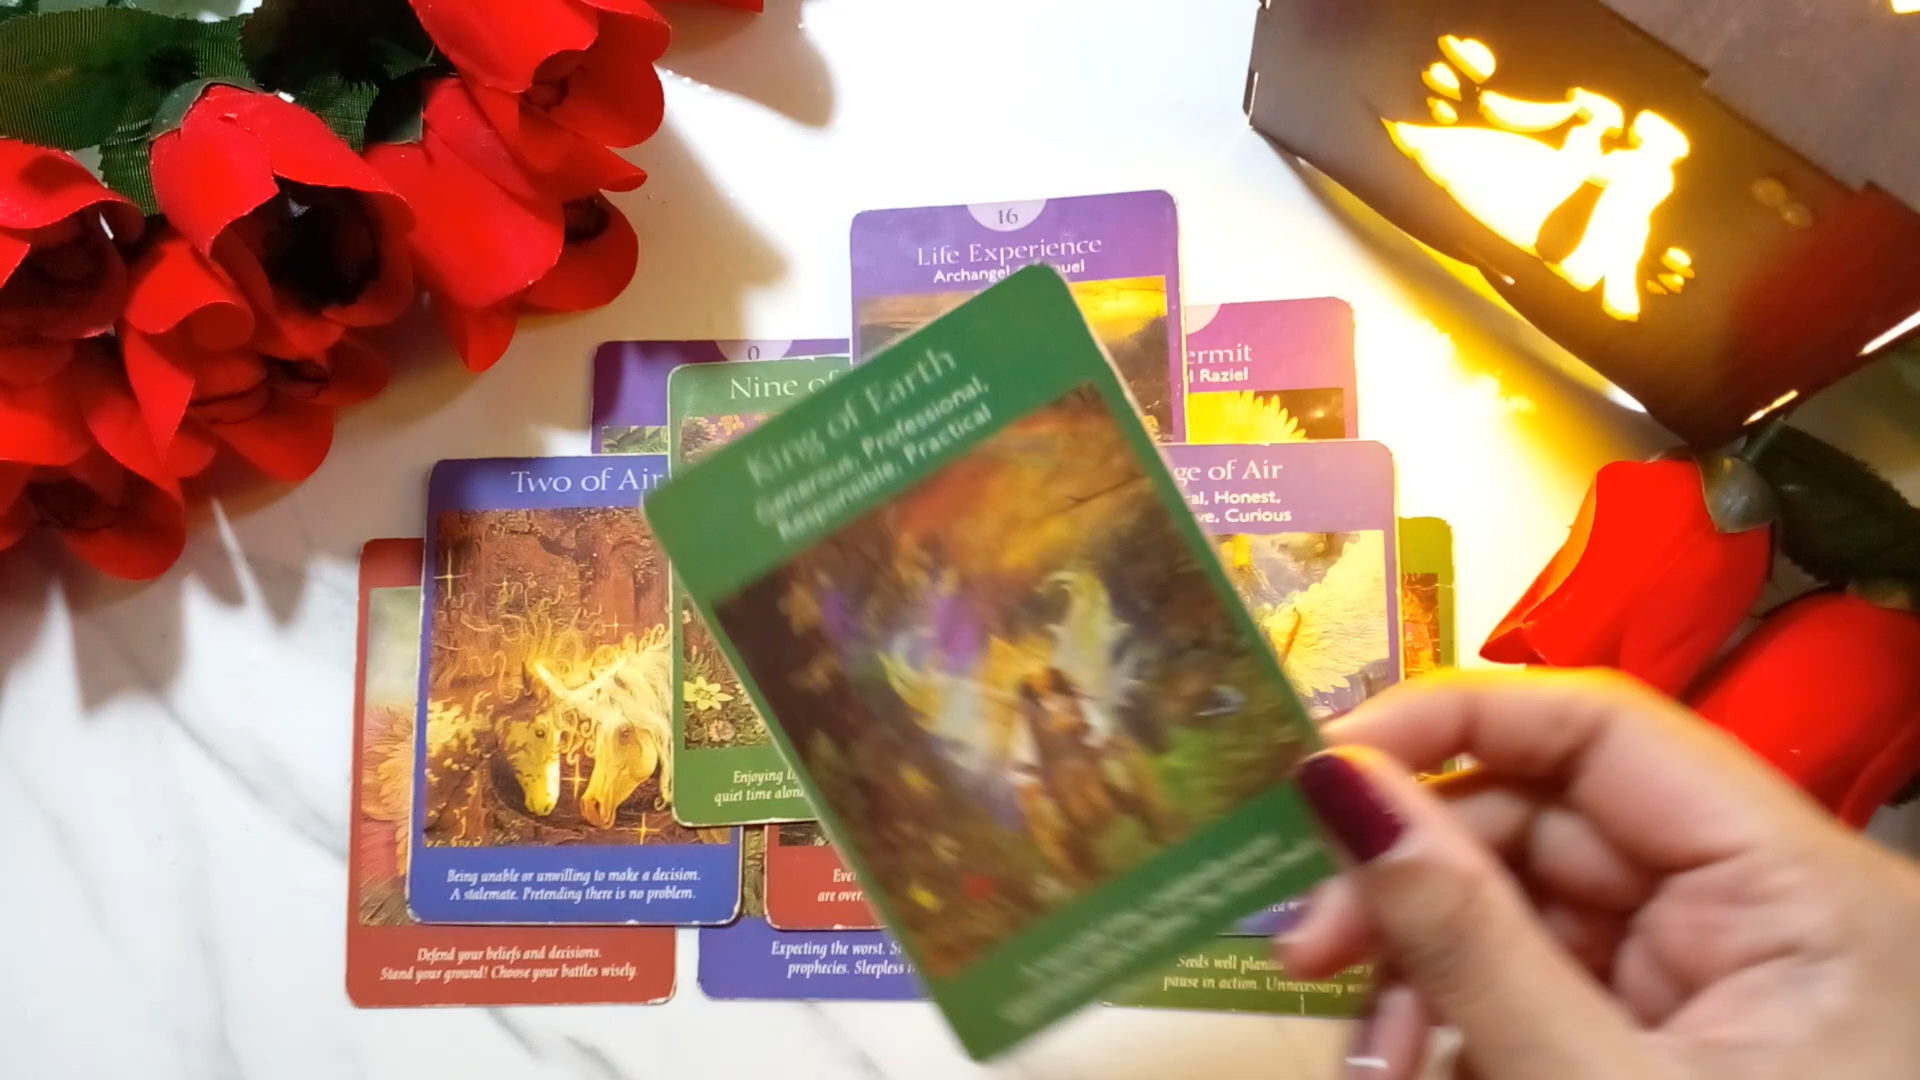 16
Life Experience
Archangel
0
ermit
l Raziel
Nine of
King of Earth
Generous, Professional,
Responsible, Practical
Two of Air
ge of Air
al, Honest,
ve, Curious
Enjoying
quiet time alone
Being unable or unwilling to make a decision.
A stalemate. Pretending there is no problem.
are over.
Defend your beliefs and decisions.
Stand your ground! Choose your battles wisely.
Expecting the worst.
prophecies. Sleepless
Seeds well
pause in action. Unnecessary